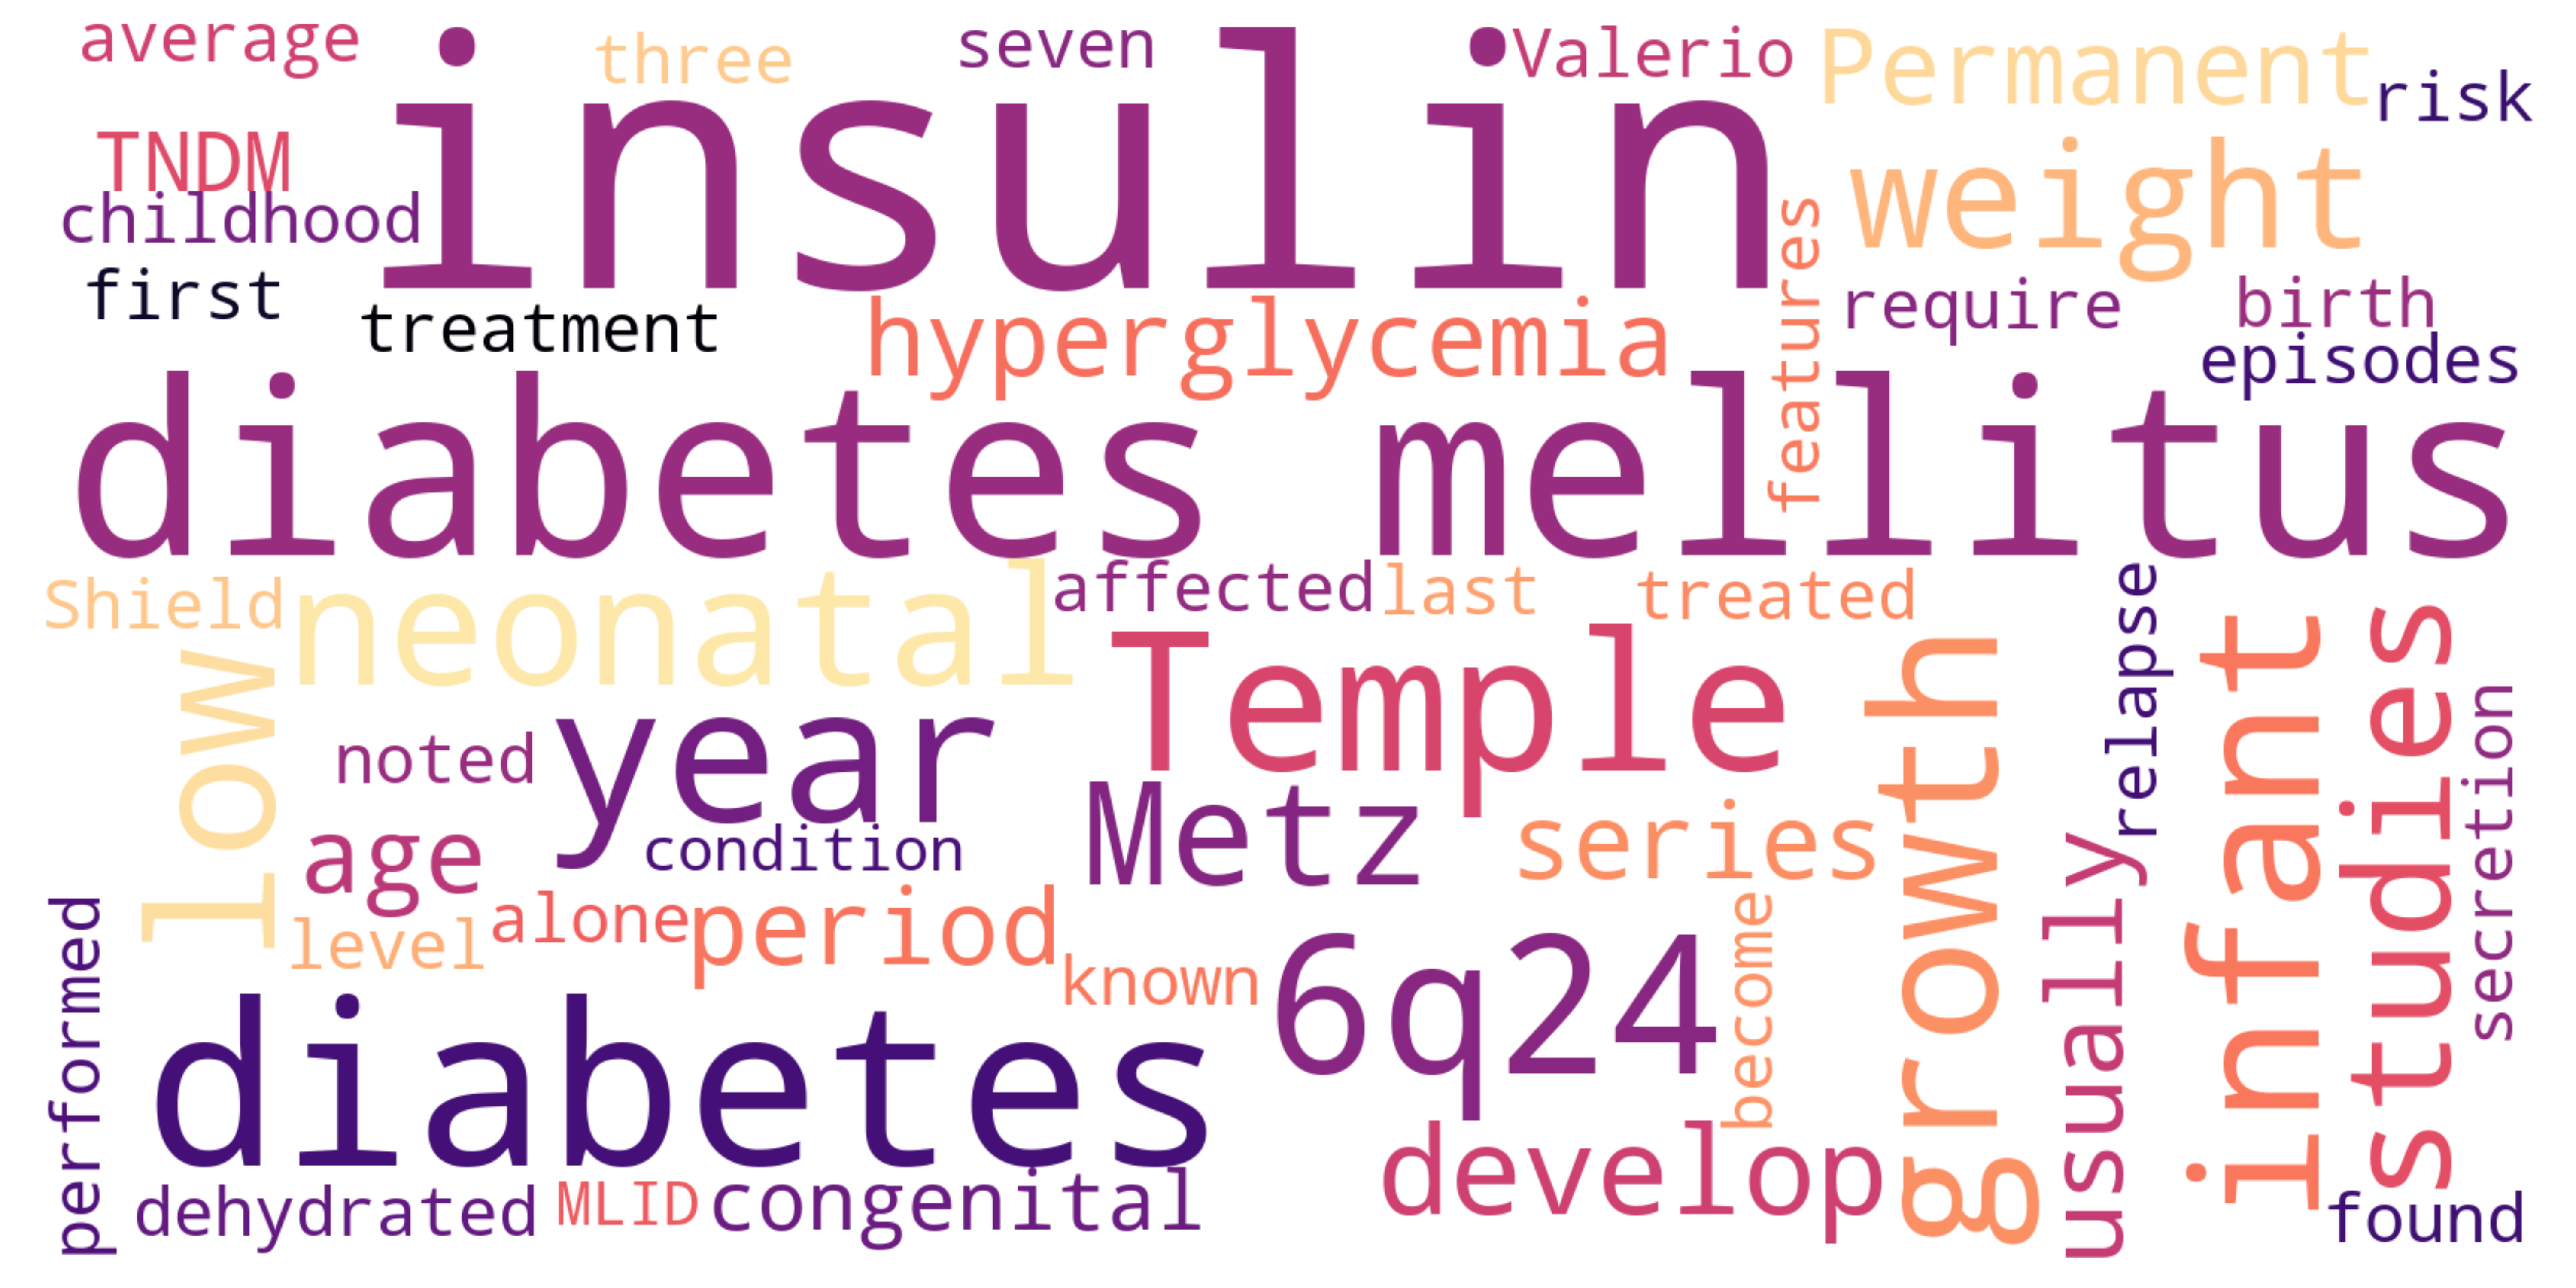 average
three
seven
Valerio
Permanent
risk
insulin
TNDM
childhood
weight
first
treatment
hyperglycemia
features
require
birth
episodes
diabetes mellitus
Shield
neonatal
affected
last
treated
low
Temple
growth
relapse
infant
studies
secretion
noted
year
Metz
series
age
condition
usually
performed
level
alone
period
known
6q24
become
diabetes
develop
dehydrated
MLID
congenital
found